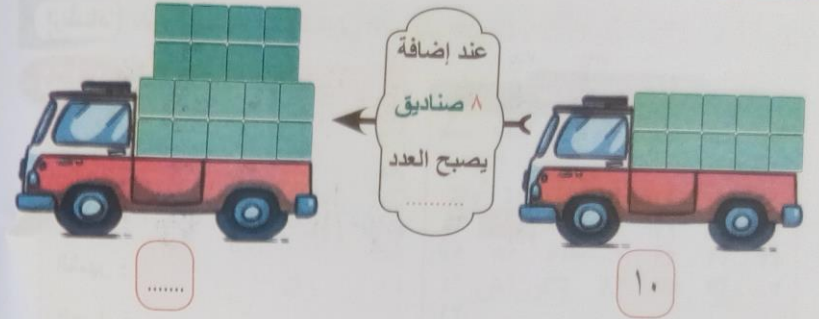 عند إضافة
٨ صناديق
يصبح العدد
..........
١٠
.......